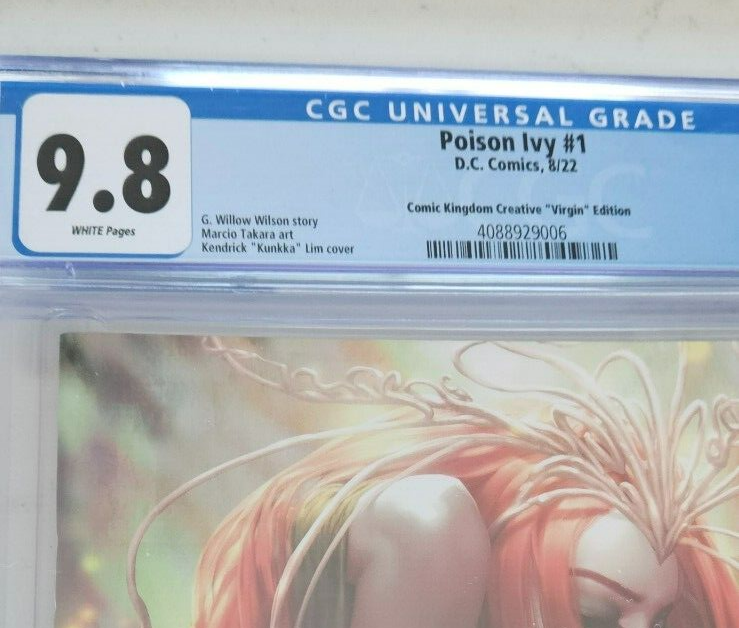 CGC UNIVERSAL GRADE
9.8
WHITE Pages
Poison Ivy #1
D.C. Comics, 8/22
Comic Kingdom Creative "Virgin" Edition
G. Willow Wilson story
Marcio Takara art
Kendrick "Kunkka" Lim cover
4088929006